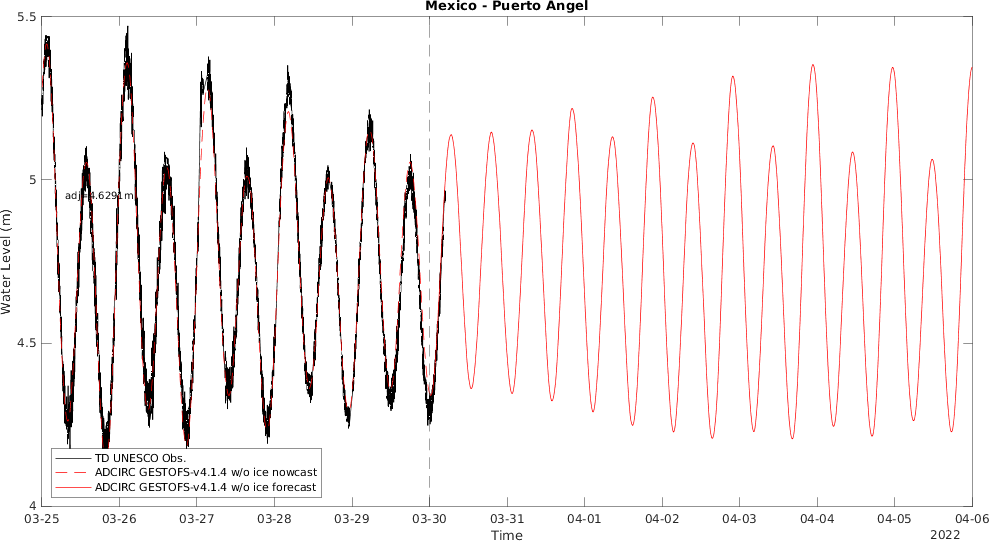 Mexico - Puerto Angel
5.5
5
4.5
4
Water Level (m)
adj=4.6291m
TD UNESCO Obs.
ADCIRC GESTOFS-v4.1.4 w/o ice nowcast
ADCIRC GESTOFS-v4.1.4 w/o ice forecast
03-25 03-26 03-27 03-28 03-29 03-30 03-31 04-01 04-02 04-03 04-04 04-05 04-06
Time
2022